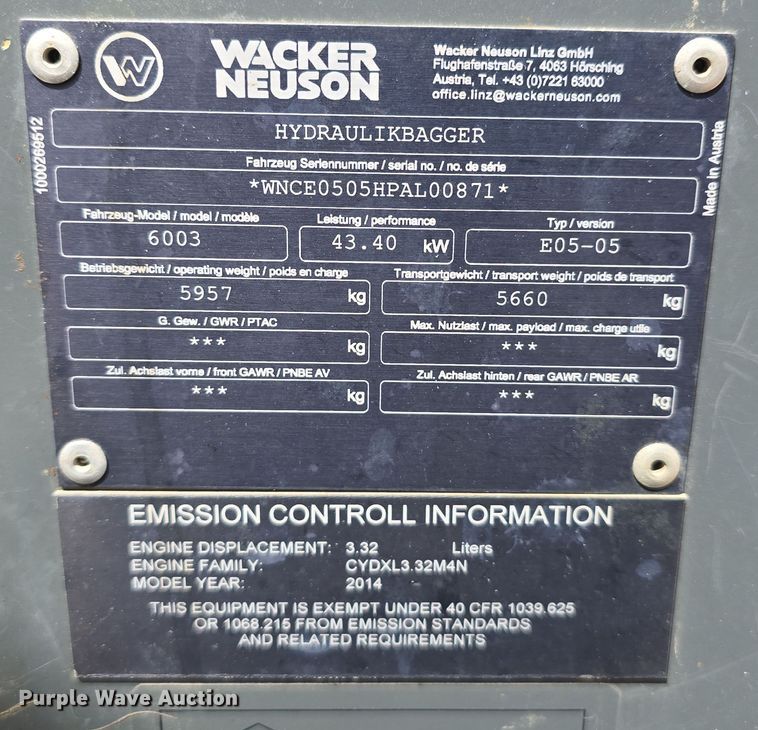 W
WACKER
NEUSON
Wacker Neuson Linz GmbH
Flughafenstraße 7, 4063 Hörsching
Austria, Tel. +43 (0)7221 63000
office.linz@wackerneuson.com
1000269512
Made in Austria
HYDRAULIKBAGGER
Fahrzeug Seriennummer / serial no. / no. de série
*WNCE0505HPAL00871*
Fahrzeug-Model / model / modèle Leistung / performance Typ / version
6003 43.40 kW E05-05
Betriebsgewicht / operating weight / poids en charge Transportgewicht / transport weight / poids de transport
5957 kg 5660 kg
G. Gew. / GWR / PTAC Max. Nutzlast / max. payload / max. charge utile
*** kg *** kg
Zul. Achslast vorne / front GAWR / PNBE AV Zul. Achslast hinten / rear GAWR / PNBE AR
*** kg *** kg
EMISSION CONTROLL INFORMATION
ENGINE DISPLACEMENT: 3.32 Liters
ENGINE FAMILY: CYDXL3.32M4N
MODEL YEAR: 2014
THIS EQUIPMENT IS EXEMPT UNDER 40 CFR 1039.625
OR 1068.215 FROM EMISSION STANDARDS
AND RELATED REQUIREMENTS
Purple Wave Auction